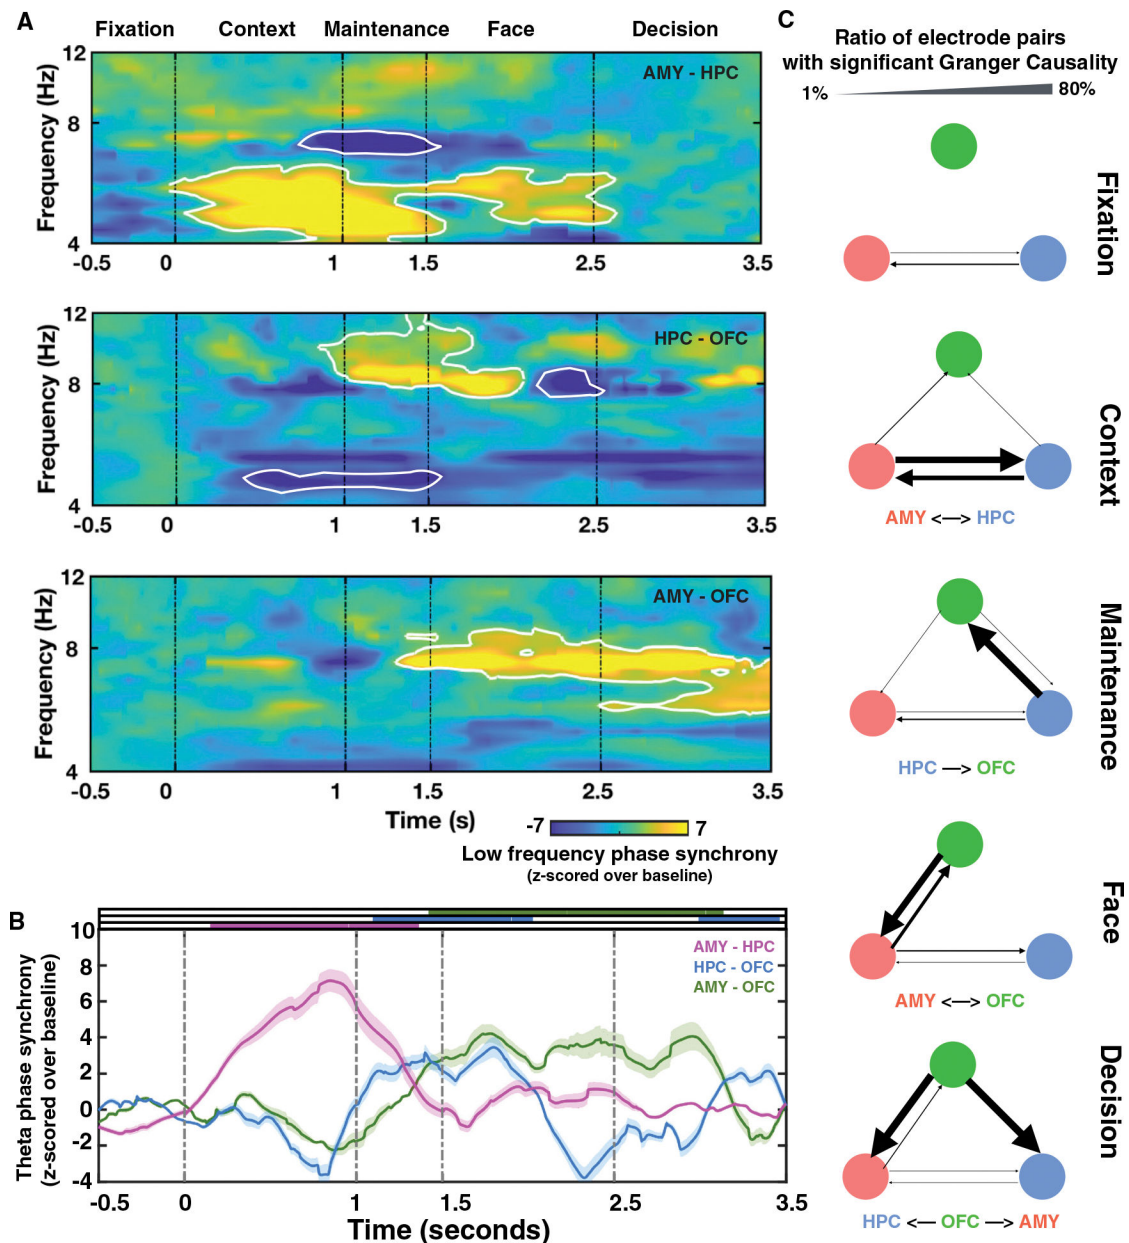 A
Fixation Context Maintenance Face Decision
12
8
4
Frequency (Hz)
AMY - HPC
-0.5 0 1 1.5 2.5 3.5
12
8
4
Frequency (Hz)
HPC - OFC
-0.5 0 1 1.5 2.5 3.5
12
8
4
Frequency (Hz)
AMY - OFC
-0.5 0 1 1.5 2.5 3.5
Time (s)
-7 7
Low frequency phase synchrony
(z-scored over baseline)
B
10
8
6
4
2
0
-2
-4
Theta phase synchrony
(z-scored over baseline)
AMY - HPC
HPC - OFC
AMY - OFC
-0.5 0 1 1.5 2.5 3.5
Time (seconds)
C
Ratio of electrode pairs
with significant Granger Causality
1% 80%
Fixation
Context
AMY <—> HPC
Maintenance
HPC —> OFC
Face
AMY <—> OFC
Decision
HPC <— OFC —> AMY